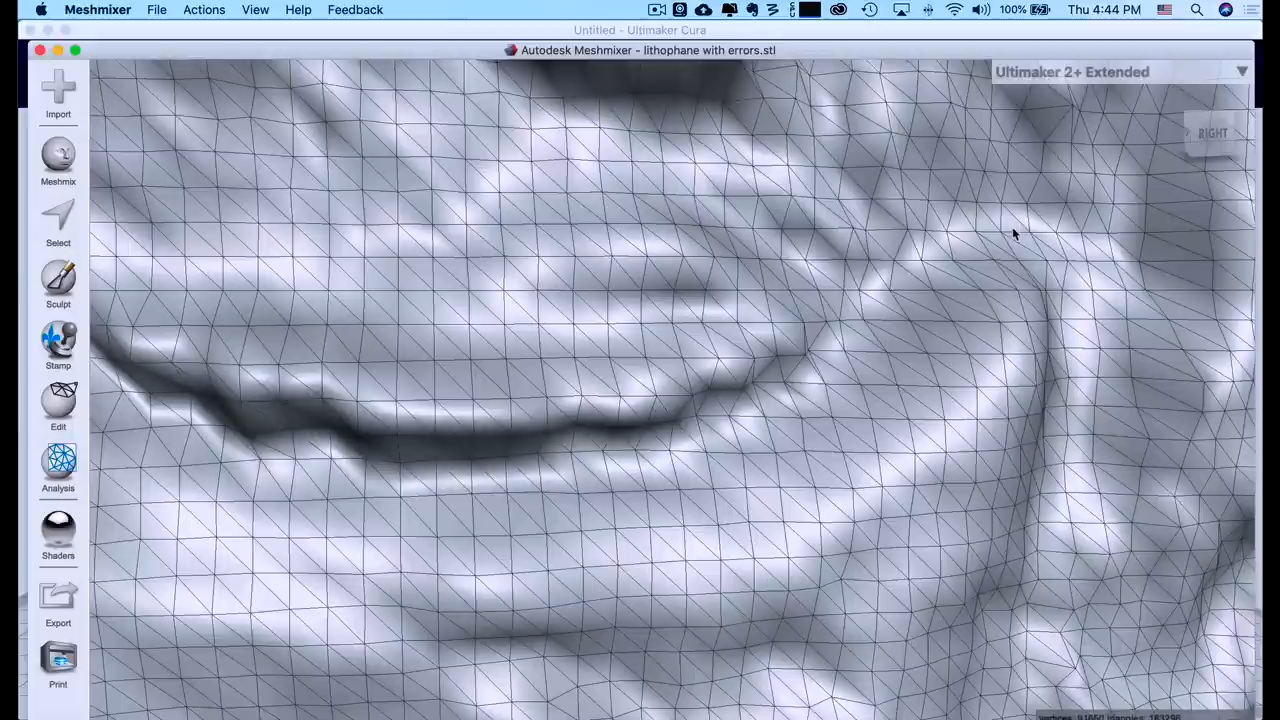 Meshmixer File Actions View Help Feedback 100% Thu 4:44 PM
Untitled - Ultimaker Cura
Autodesk Meshmixer - lithophane with errors.stl
Ultimaker 2+ Extended
RIGHT
Import
Meshmix
Select
Sculpt
Stamp
Edit
Analysis
Shaders
Export
Print